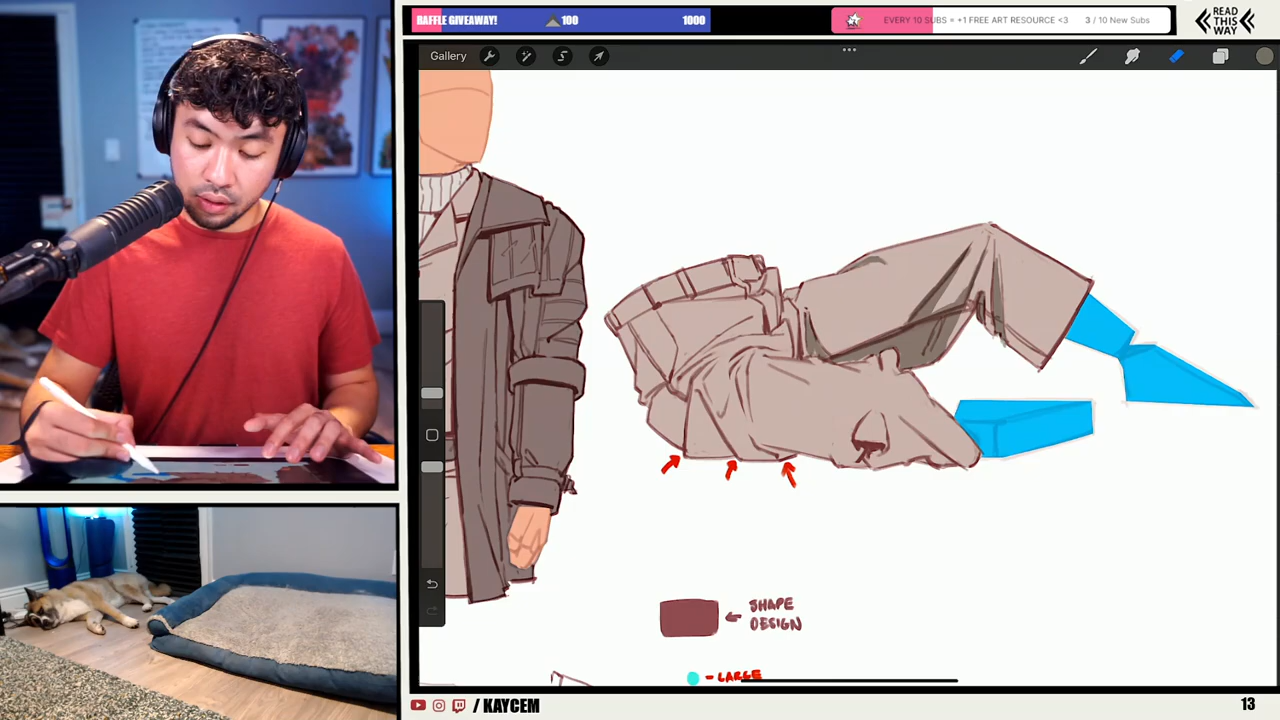 RAFFLE GIVEAWAY!
100
1000
EVERY 10 SUBS = +1 FREE ART RESOURCE <3
3 / 10 New Subs
READ
THIS
WAY
Gallery
SHAPE
DESIGN
- LARGE
/ KAYCEM
13